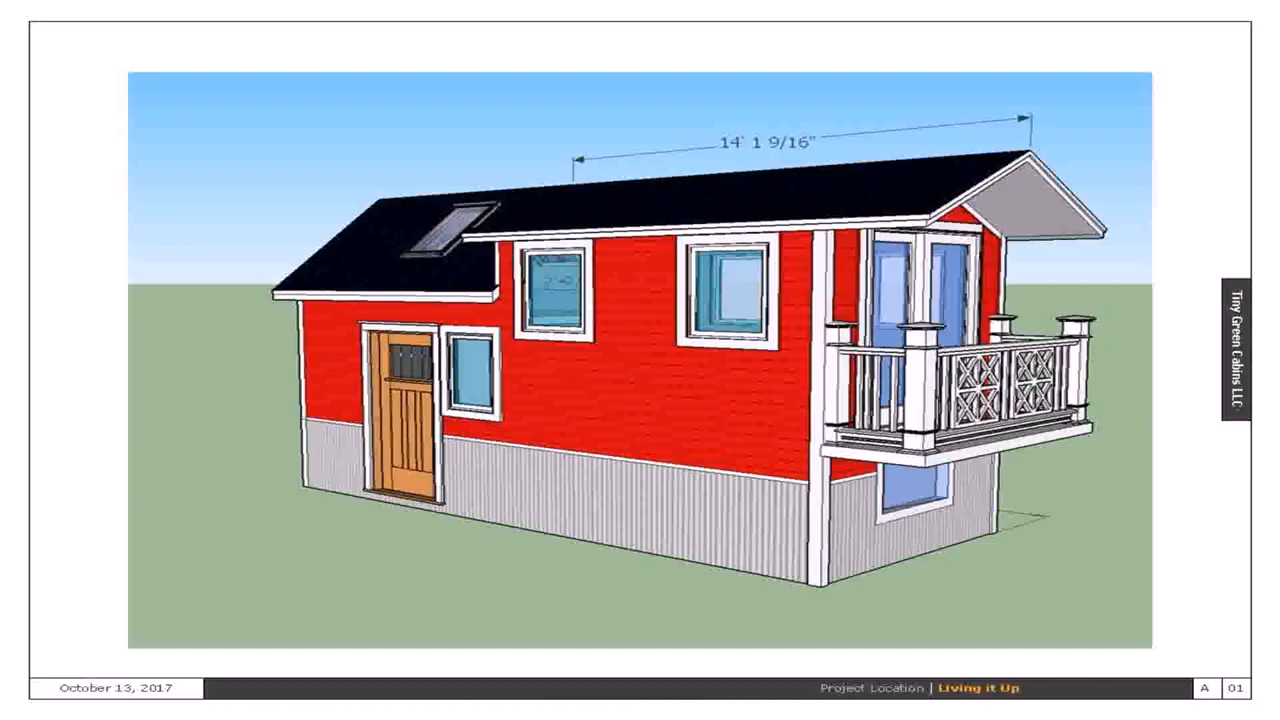 14' 1 9/16"
Tiny Green Cabins LLC
October 13, 2017
Project Location | Living it Up
A 01